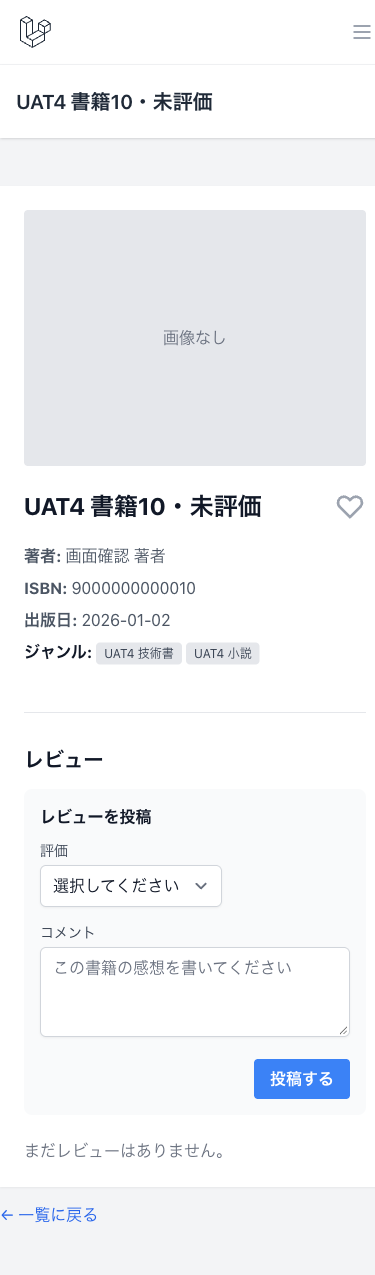 UAT4 書籍10・未評価
画像なし
UAT4 書籍10・未評価
著者: 画面確認 著者
ISBN: 9000000000010
出版日: 2026-01-02
ジャンル: UAT4 技術書 UAT4 小説
レビュー
レビューを投稿
評価
選択してください
コメント
この書籍の感想を書いてください
投稿する
まだレビューはありません。
← 一覧に戻る